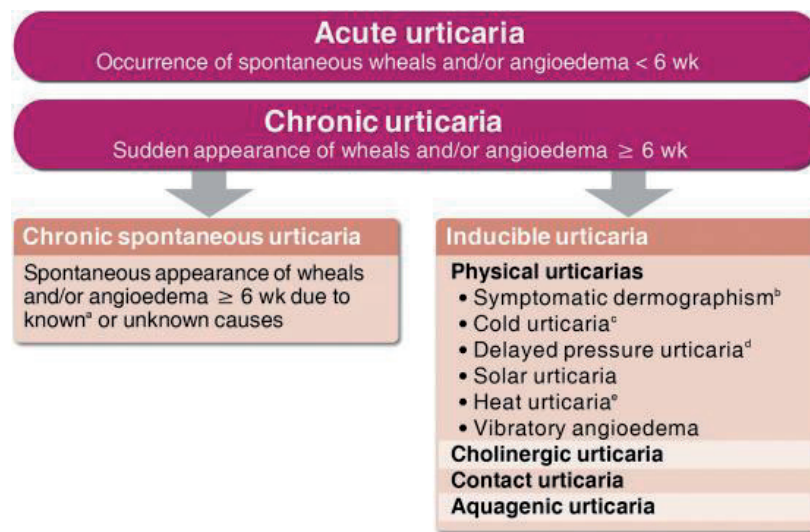 Acute urticaria
Occurrence of spontaneous wheals and/or angioedema < 6 wk
Chronic urticaria
Sudden appearance of wheals and/or angioedema ≥ 6 wk
Chronic spontaneous urticaria
Spontaneous appearance of wheals
and/or angioedema ≥ 6 wk due to
knownᵃ or unknown causes
Inducible urticaria
Physical urticarias
• Symptomatic dermographismᵇ
• Cold urticariaᶜ
• Delayed pressure urticariaᵈ
• Solar urticaria
• Heat urticariaᵉ
• Vibratory angioedema
Cholinergic urticaria
Contact urticaria
Aquagenic urticaria